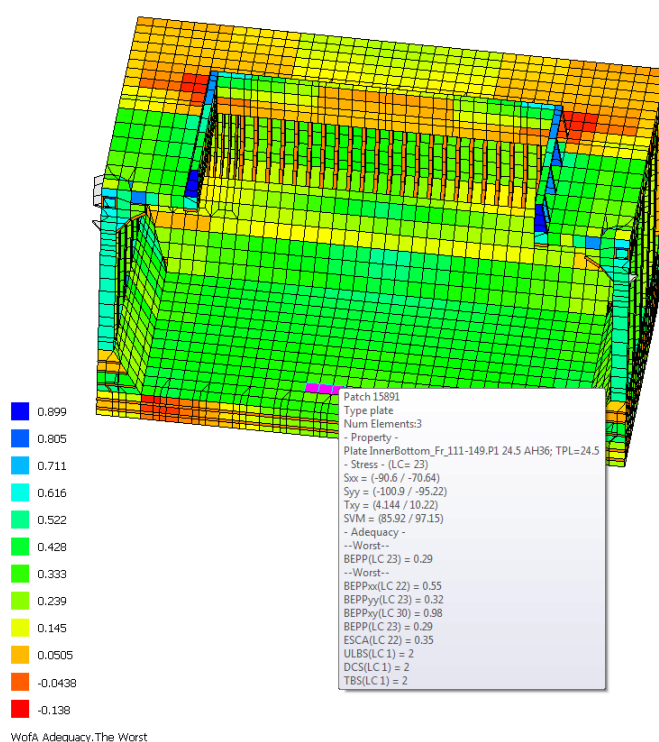 Patch 15891
Type plate
Num Elements:3
- Property -
Plate InnerBottom_Fr_111-149.P1 24.5 AH36; TPL=24.5
- Stress - (LC= 23)
Sxx = (-90.6 / -70.64)
Syy = (-100.9 / -95.22)
Txy = (4.144 / 10.22)
SVM = (85.92 / 97.15)
- Adequacy -
--Worst--
BEPP(LC 23) = 0.29
--Worst--
BEPPxx(LC 22) = 0.55
BEPPyy(LC 23) = 0.32
BEPPxy(LC 30) = 0.98
BEPP(LC 23) = 0.29
ESCA(LC 22) = 0.35
ULBS(LC 1) = 2
DCS(LC 1) = 2
TBS(LC 1) = 2
0.899
0.805
0.711
0.616
0.522
0.428
0.333
0.239
0.145
0.0505
-0.0438
-0.138
WofA Adequacy.The Worst